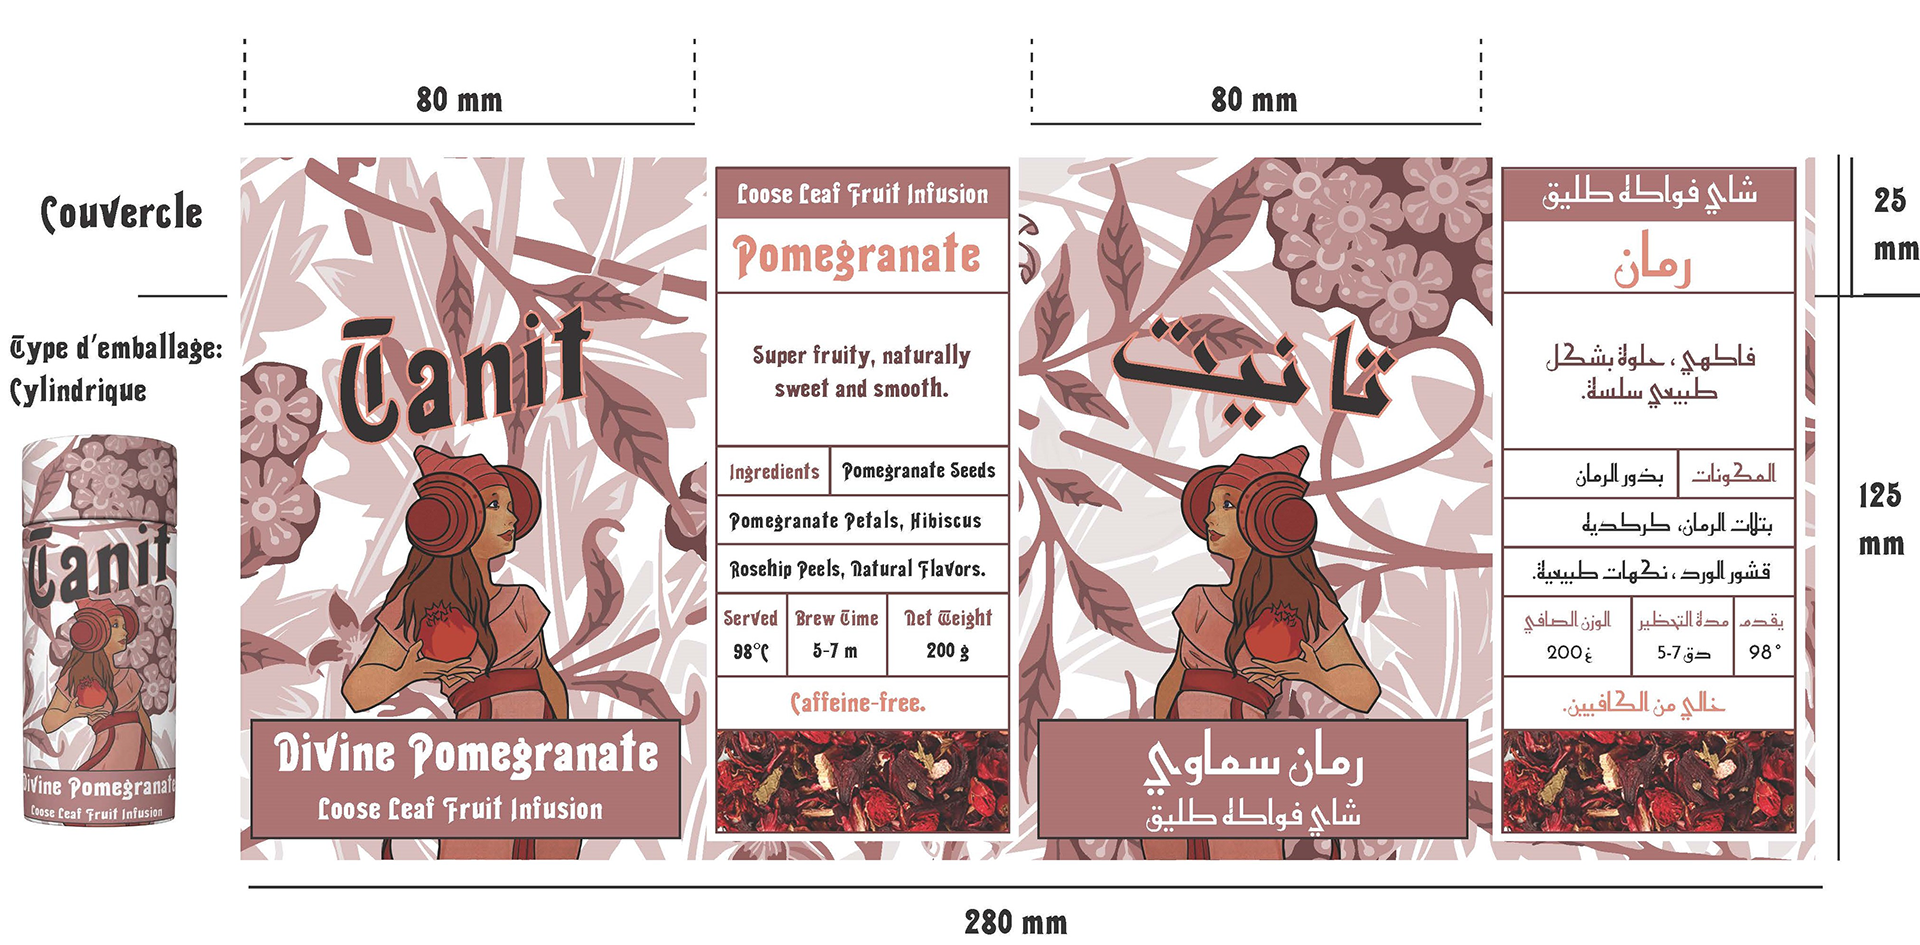 80 mm
80 mm
Couvercle
Type d'emballage:
Cylindrique
Tanit
Divine Pomegranate
Loose Leaf Fruit Infusion
Tanit
Divine Pomegranate
Loose Leaf Fruit Infusion
Loose Leaf Fruit Infusion
Pomegranate
Super fruity, naturally
sweet and smooth.
Ingredients Pomegranate Seeds
Pomegranate Petals, Hibiscus
Rosehip Peels, Natural Flavors.
Served Brew Time Net Weight
98°C 5-7 m 200 g
Caffeine-free.
تانيت
رمان سماوي
شاي فواكه طليق
شاي فواكه طليق
رمان
فاكهي، حلوة بشكل
طبيعي سلسة.
المكونات بذور الرمان
بتلات الرمان، كركدية
قشور الورد، نكهات طبيعية.
يقدم مدة التحظير الوزن الصافي
98° 5-7 دق 200 غ
خالي من الكافيين.
25
mm
125
mm
280 mm